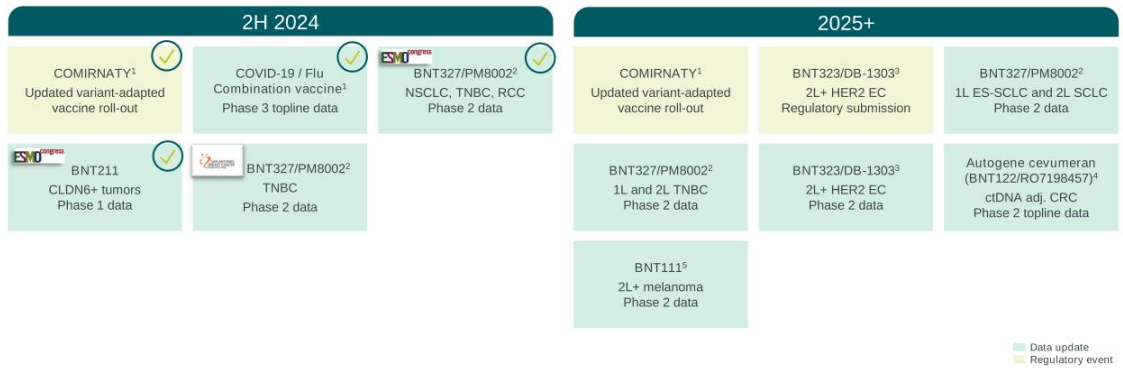 2H 2024
COMIRNATY¹
Updated variant-adapted
vaccine roll-out
COVID-19 / Flu
Combination vaccine¹
Phase 3 topline data
ESMO congress
BNT327/PM8002²
NSCLC, TNBC, RCC
Phase 2 data
ESMO congress
BNT211
CLDN6+ tumors
Phase 1 data
BNT327/PM8002²
TNBC
Phase 2 data
2025+
COMIRNATY¹
Updated variant-adapted
vaccine roll-out
BNT323/DB-1303³
2L+ HER2 EC
Regulatory submission
BNT327/PM8002²
1L ES-SCLC and 2L SCLC
Phase 2 data
BNT327/PM8002²
1L and 2L TNBC
Phase 2 data
BNT323/DB-1303³
2L+ HER2 EC
Phase 2 data
Autogene cevumeran
(BNT122/RO7198457)⁴
ctDNA adj. CRC
Phase 2 topline data
BNT111⁵
2L+ melanoma
Phase 2 data
Data update
Regulatory event